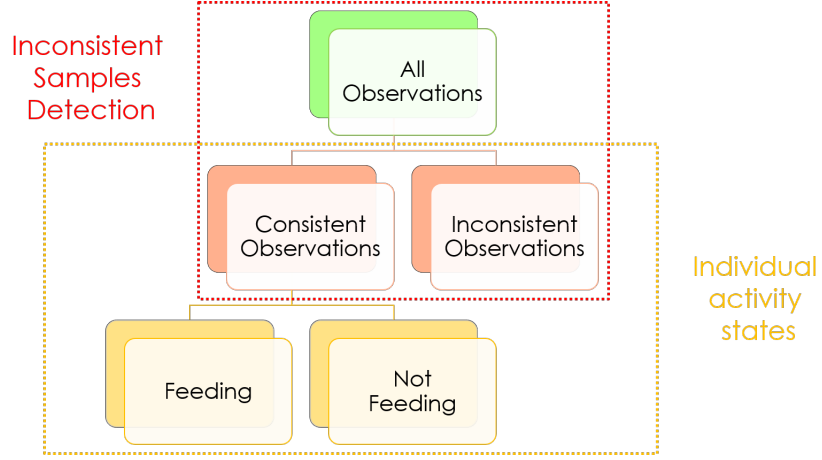 Inconsistent
Samples
Detection
All
Observations
Consistent
Observations
Inconsistent
Observations
Individual
activity
states
Feeding
Not
Feeding